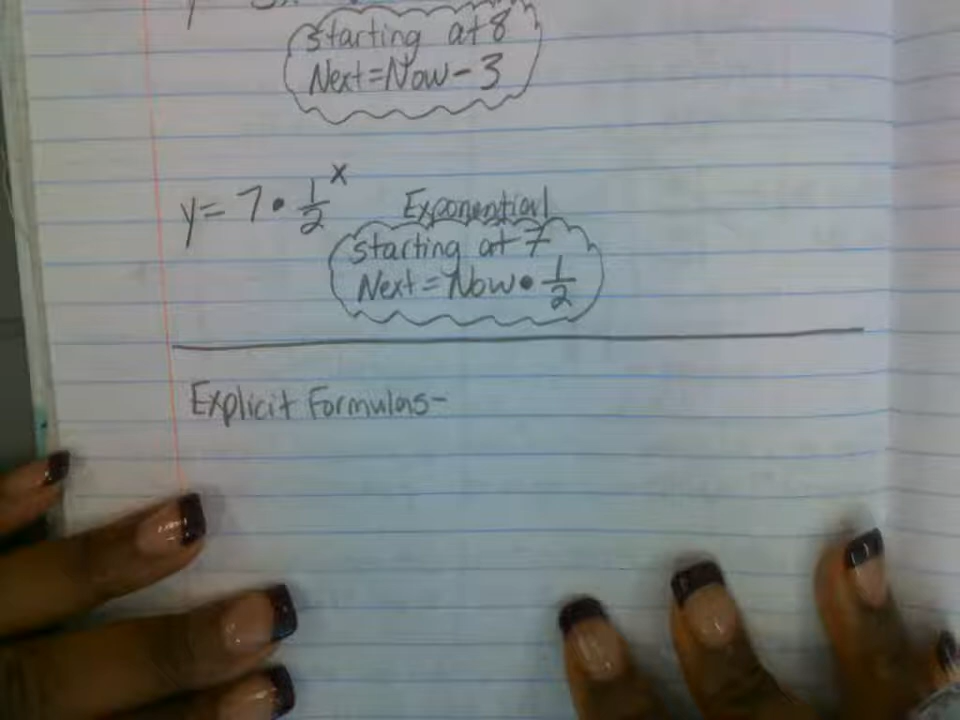 starting at 8
Next = Now - 3
y = 7 • 1/2^x
Exponential
starting at 7
Next = Now • 1/2
Explicit Formulas-